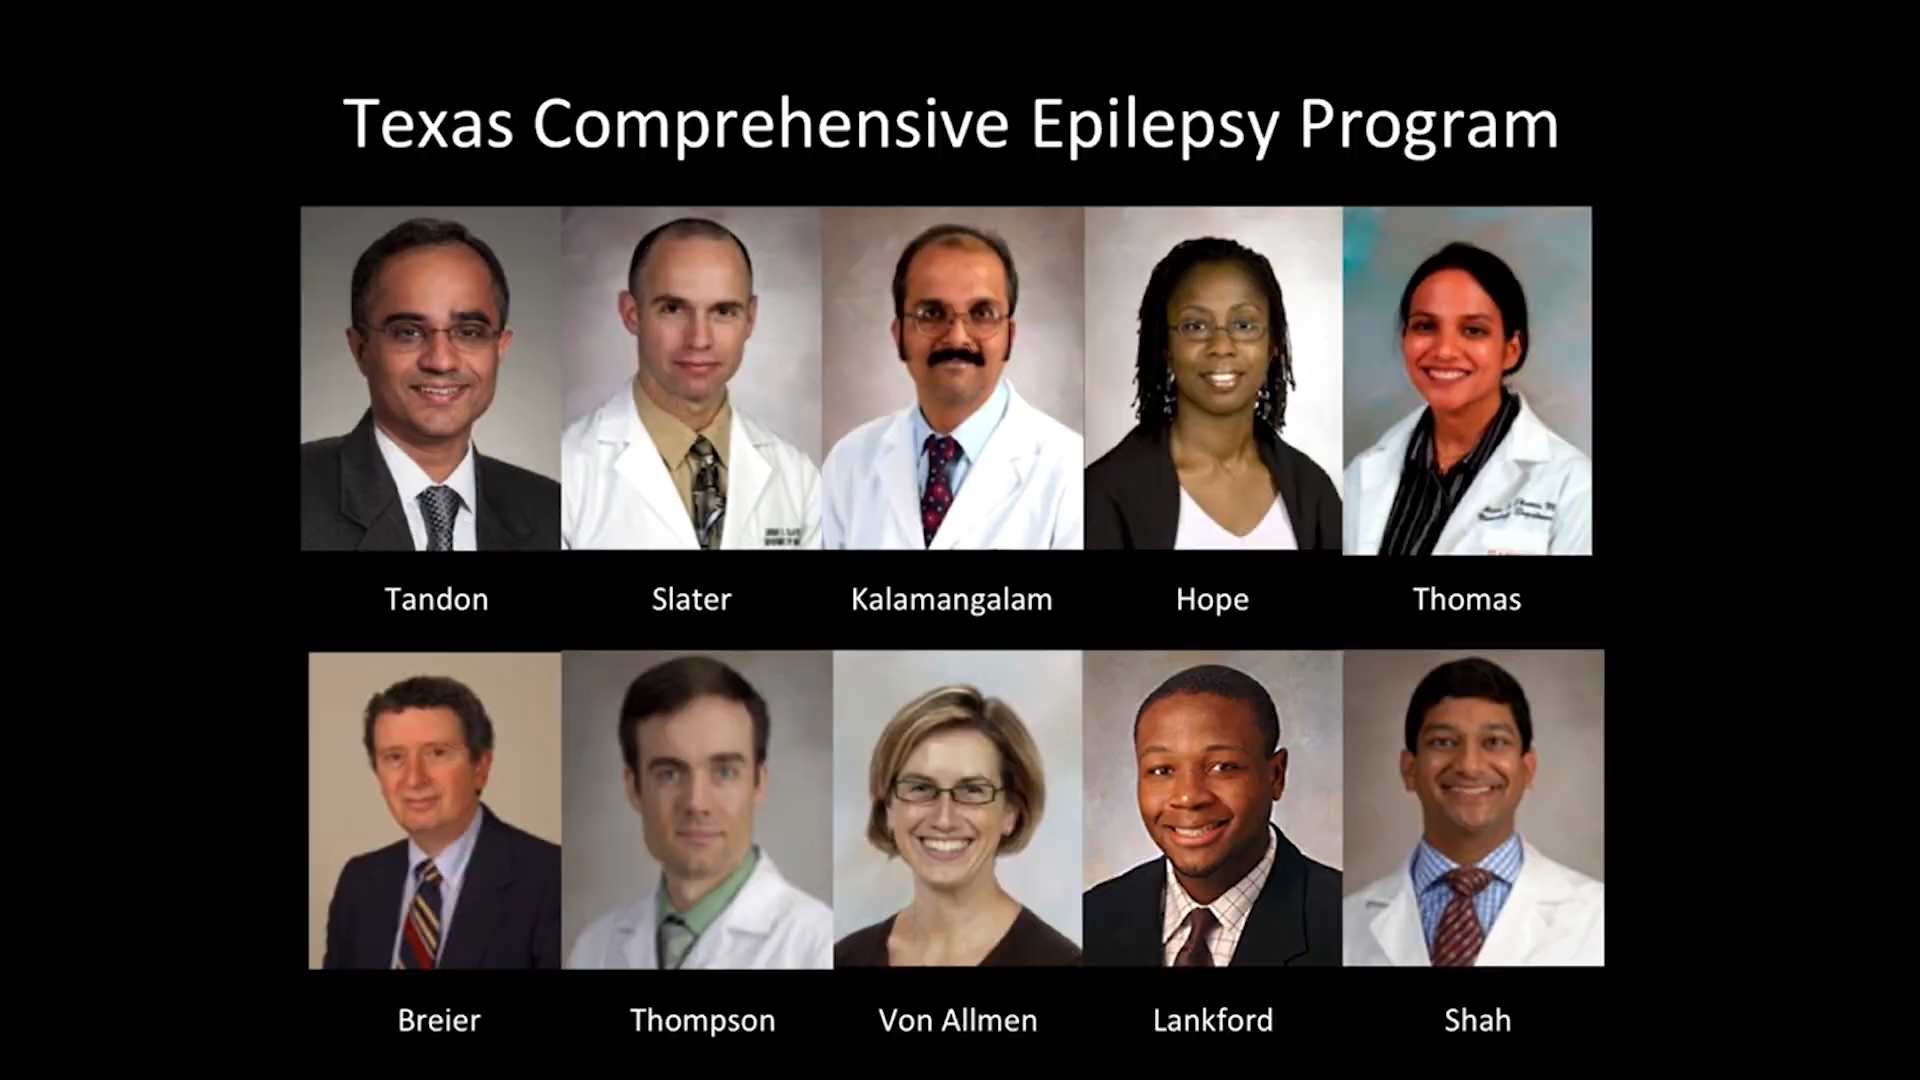 Texas Comprehensive Epilepsy Program
Tandon
Slater
Kalamangalam
Hope
Thomas
Breier
Thompson
Von Allmen
Lankford
Shah